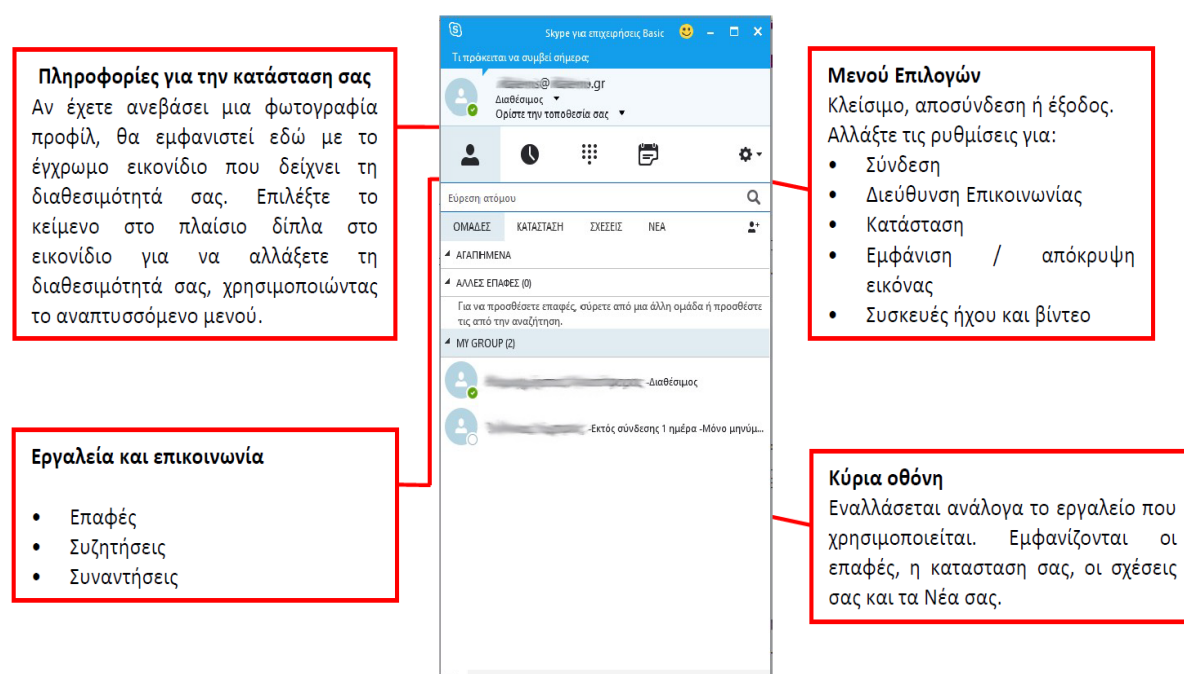 Πληροφορίες για την κατάσταση σας
Αν έχετε ανεβάσει μια φωτογραφία
προφίλ, θα εμφανιστεί εδώ με το
έγχρωμο εικονίδιο που δείχνει τη
διαθεσιμότητά σας. Επιλέξτε το
κείμενο στο πλαίσιο δίπλα στο
εικονίδιο για να αλλάξετε τη
διαθεσιμότητά σας, χρησιμοποιώντας
το αναπτυσσόμενο μενού.
Εργαλεία και επικοινωνία
• Επαφές
• Συζητήσεις
• Συναντήσεις
Skype για επιχειρήσεις Basic
Τι πρόκειται να συμβεί σήμερα;
@ .gr
Διαθέσιμος
Ορίστε την τοποθεσία σας
Εύρεση ατόμου
ΟΜΑΔΕΣ ΚΑΤΑΣΤΑΣΗ ΣΧΕΣΕΙΣ ΝΕΑ
ΑΓΑΠΗΜΕΝΑ
ΑΛΛΕΣ ΕΠΑΦΕΣ (0)
Για να προσθέσετε επαφές, σύρετε από μια άλλη ομάδα ή προσθέστε
τις από την αναζήτηση.
MY GROUP (2)
-Διαθέσιμος
-Εκτός σύνδεσης 1 ημέρα -Μόνο μηνύμ...
Μενού Επιλογών
Κλείσιμο, αποσύνδεση ή έξοδος.
Αλλάξτε τις ρυθμίσεις για:
• Σύνδεση
• Διεύθυνση Επικοινωνίας
• Κατάσταση
• Εμφάνιση / απόκρυψη
εικόνας
• Συσκευές ήχου και βίντεο
Κύρια οθόνη
Εναλλάσεται ανάλογα το εργαλείο που
χρησιμοποιείται. Εμφανίζονται οι
επαφές, η κατασταση σας, οι σχέσεις
σας και τα Νέα σας.